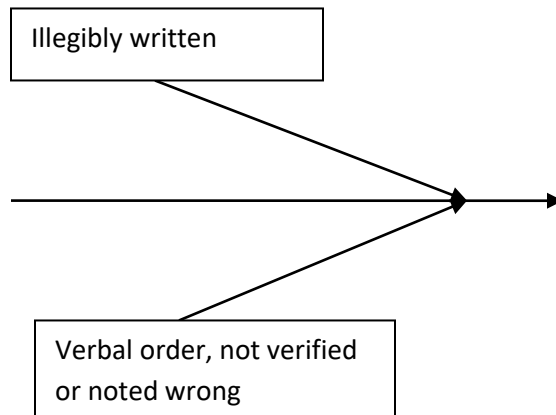 Illegibly written
Verbal order, not verified
or noted wrong